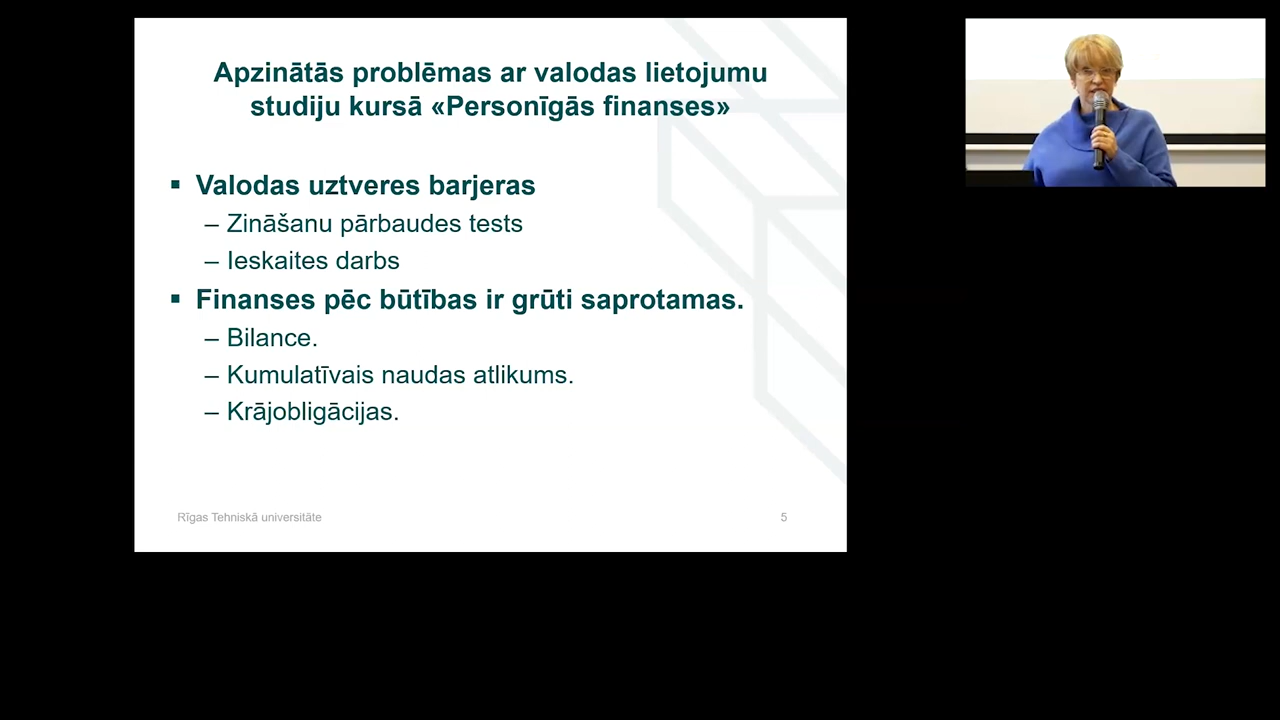 Apzinātās problēmas ar valodas lietojumu
studiju kursā «Personīgās finanses»
▪ Valodas uztveres barjeras
– Zināšanu pārbaudes tests
– Ieskaites darbs
▪ Finanses pēc būtības ir grūti saprotamas.
– Bilance.
– Kumulatīvais naudas atlikums.
– Krājobligācijas.
Rīgas Tehniskā universitāte
5